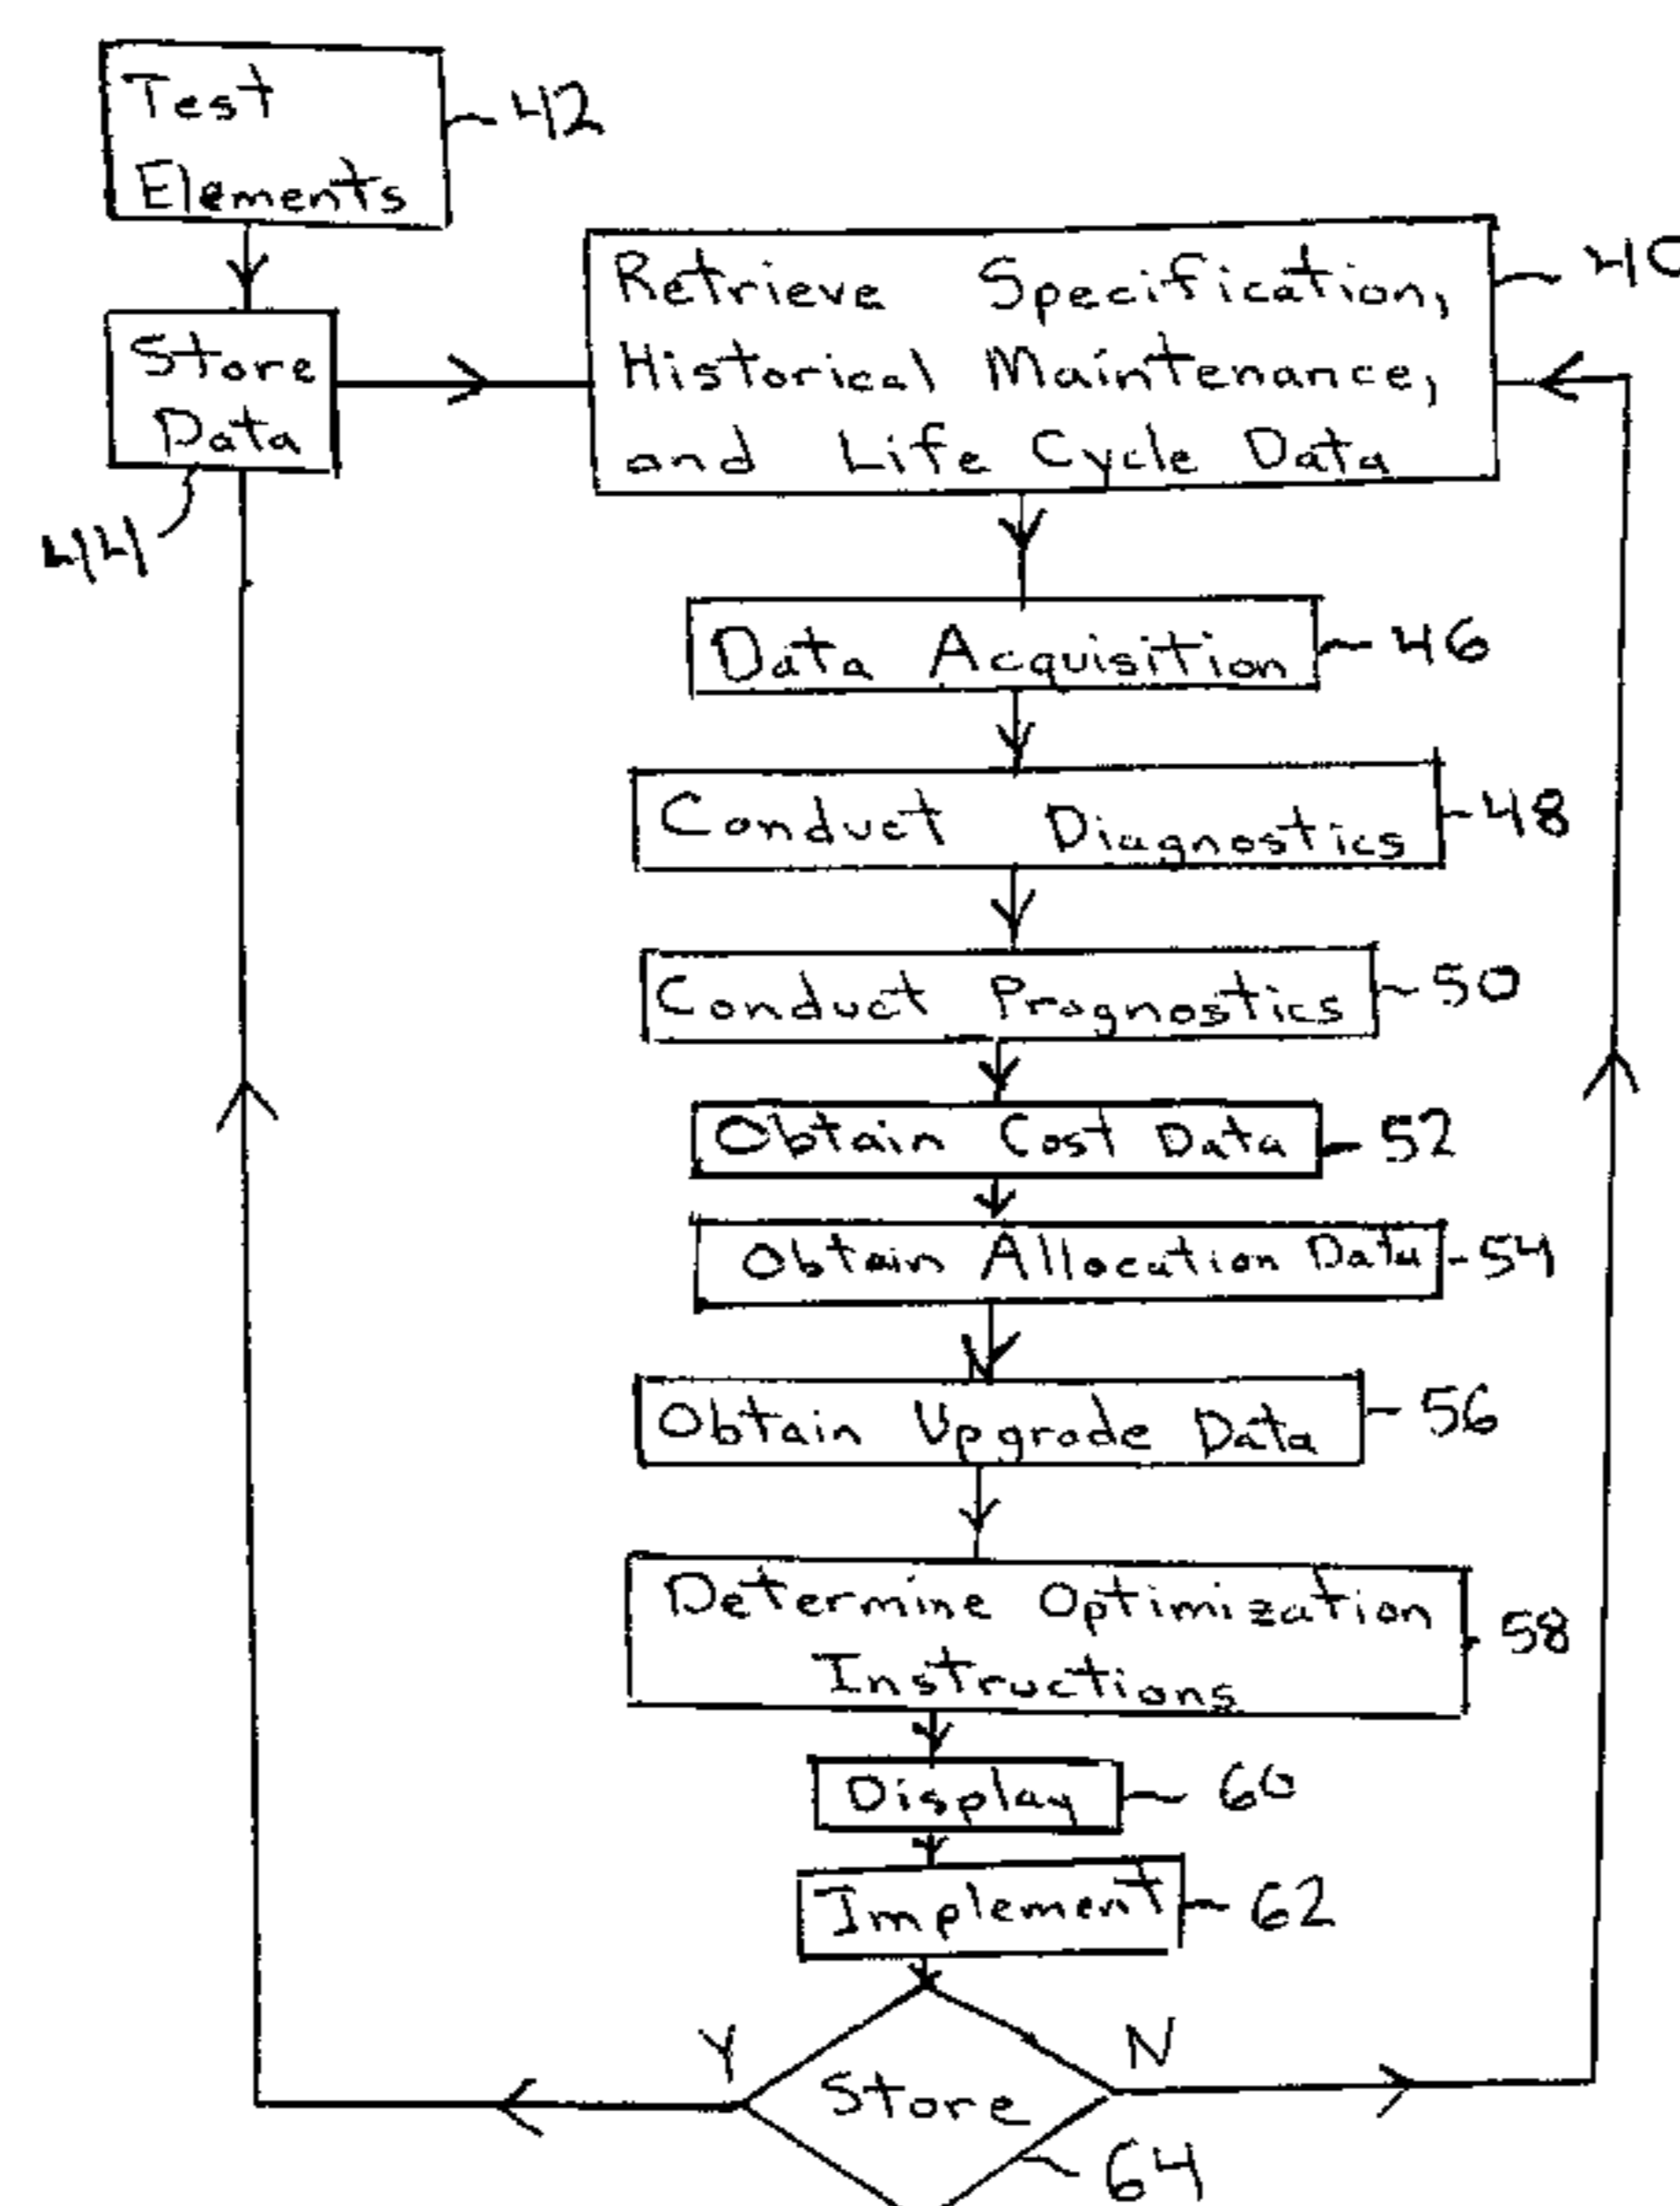 Test
Elements
42
Retrieve Specification,
Historical Maintenance,
and Life Cycle Data
40
Store
Data
44
Data Acquisition
46
Conduct Diagnostics
48
Conduct Prognostics
50
Obtain Cost Data
52
Obtain Allocation Data
54
Obtain Upgrade Data
56
Determine Optimization
Instructions
58
Display
60
Implement
62
Y
N
Store
64